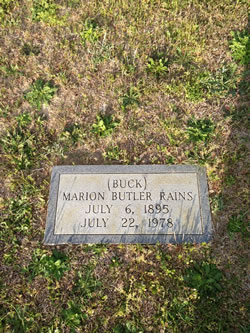 (BUCK)
MARION BUTLER RAINS
JULY 6, 1895
JULY 22, 1978